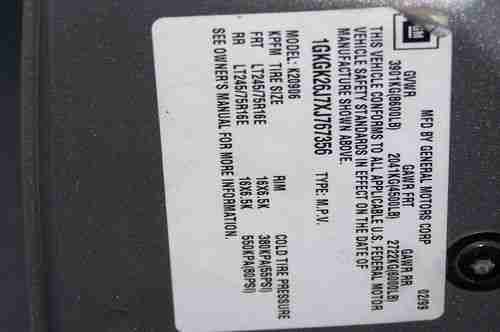 GM
MFD BY GENERAL MOTORS CORP 02/99
GVWR GAWR FRT GAWR RR
3901KG(8600LB) 2041KG(4500LB) 2722KG(6000LB)
THIS VEHICLE CONFORMS TO ALL APPLICABLE U.S. FEDERAL MOTOR
VEHICLE SAFETY STANDARDS IN EFFECT ON THE DATE OF
MANUFACTURE SHOWN ABOVE.
1GKGK26J7XJ767356 TYPE: M.P.V.
MODEL: K20906
KPFM TIRE SIZE RIM COLD TIRE PRESSURE
FRT LT245/75R16E 16X6.5K 380KPA(55PSI)
RR LT245/75R16E 16X6.5K 550KPA(80PSI)
SEE OWNER'S MANUAL FOR MORE INFORMATION.